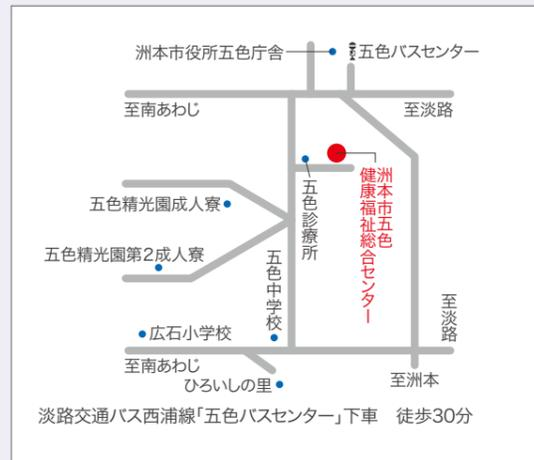 洲本市役所五色庁舎
五色バスセンター
至南あわじ
至淡路
洲本市五色
健康福祉総合センター
五色診療所
五色精光園成人寮
五色精光園第2成人寮
五色中学校
広石小学校
至淡路
至南あわじ
ひろいしの里
至洲本
淡路交通バス西浦線「五色バスセンター」下車　徒歩30分